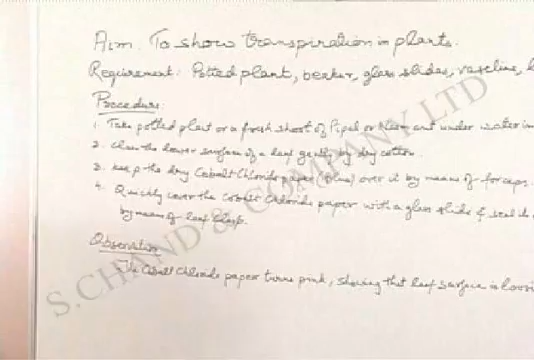 Aim. To show transpiration in plants.
Requirement: Potted plant, beaker, glass slides, vaseline,
Procedure:
1. Take potted plant or a fresh shoot of Pipal or Neem cut under water in
2. Clean the lower surface of a leaf gently by dry cotton.
3. Keep the dry Cobalt Chloride paper (blue) over it by means of forceps.
4. Quickly cover the Cobalt Chloride paper with a glass slide & seal it
by means of leaf clasp.
Observation
The Cobalt Chloride paper turns pink, showing that leaf surface is loosi
S.CHAND & COMPANY LTD